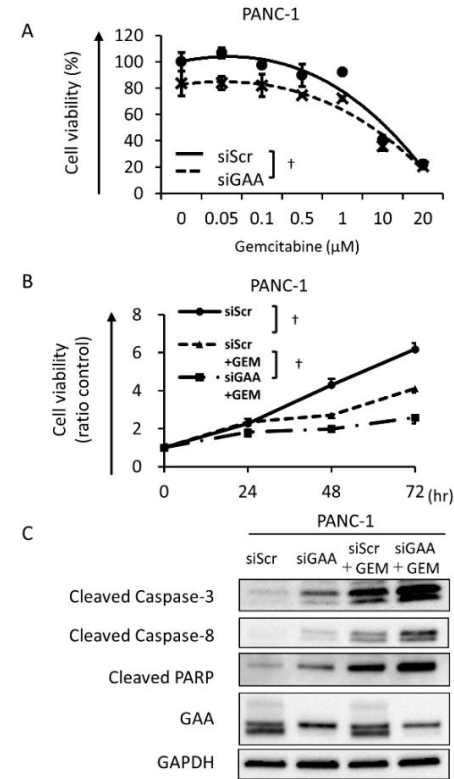 A
PANC-1
Cell viability (%)
120
100
80
60
40
20
0
siScr
siGAA
†
0 0.05 0.1 0.5 1 10 20
Gemcitabine (μM)
B
PANC-1
Cell viability
(ratio control)
8
6
4
2
0
siScr
†
siScr
+GEM
†
siGAA
+GEM
0 24 48 72 (hr)
C
PANC-1
siScr siGAA siScr +GEM siGAA +GEM
Cleaved Caspase-3
Cleaved Caspase-8
Cleaved PARP
GAA
GAPDH